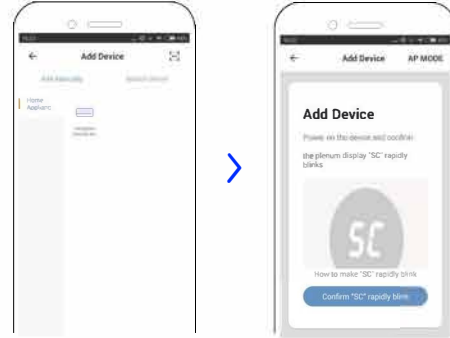 Add Device
Add Manually
Home
Applianc
Add Device AP MODE
Add Device
Power on the device and confirm
the plenum display "SC" rapidly
blinks
SC
How to make "SC" rapidly blink
Confirm "SC" rapidly blink